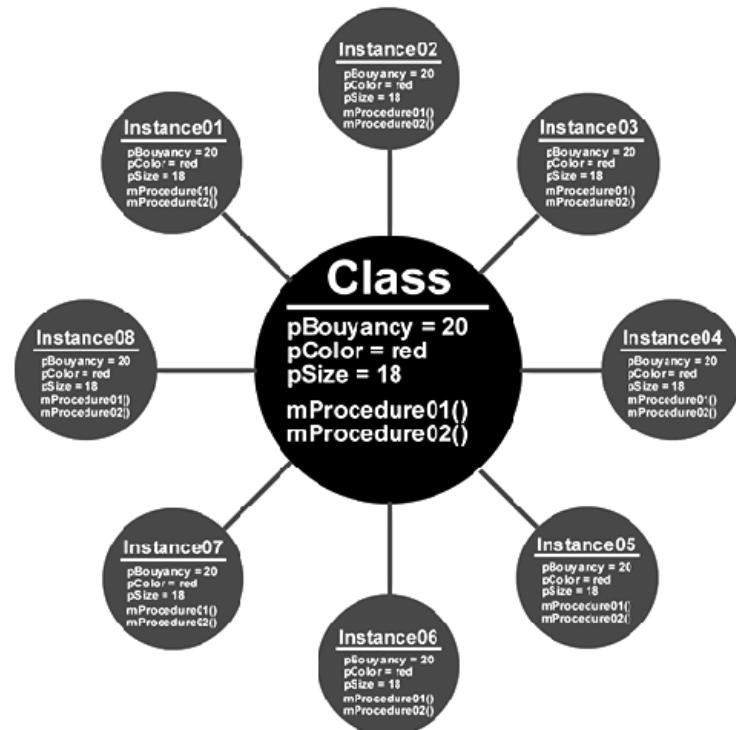 Instance02
pBouyancy = 20
pColor = red
pSize = 18
mProcedure01()
mProcedure02()
Instance01
pBouyancy = 20
pColor = red
pSize = 18
mProcedure01()
mProcedure02()
Instance03
pBouyancy = 20
pColor = red
pSize = 18
mProcedure01()
mProcedure02()
Class
pBouyancy = 20
pColor = red
pSize = 18
mProcedure01()
mProcedure02()
Instance08
pBouyancy = 20
pColor = red
pSize = 18
mProcedure01()
mProcedure02()
Instance04
pBouyancy = 20
pColor = red
pSize = 18
mProcedure01()
mProcedure02()
Instance07
pBouyancy = 20
pColor = red
pSize = 18
mProcedure01()
mProcedure02()
Instance05
pBouyancy = 20
pColor = red
pSize = 18
mProcedure01()
mProcedure02()
Instance06
pBouyancy = 20
pColor = red
pSize = 18
mProcedure01()
mProcedure02()